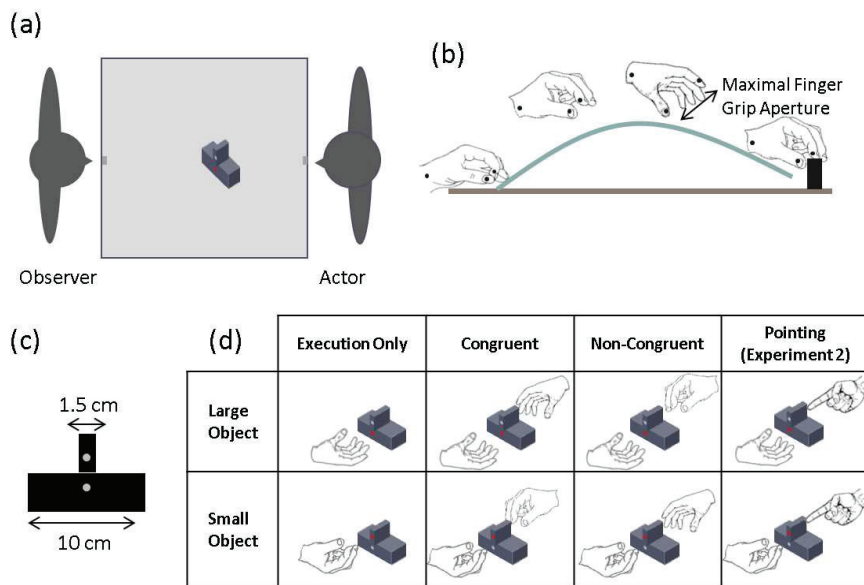 (a)
Observer
Actor
(b)
Maximal Finger
Grip Aperture
(c)
1.5 cm
10 cm
(d)
Execution Only
Congruent
Non-Congruent
Pointing
(Experiment 2)
Large
Object
Small
Object